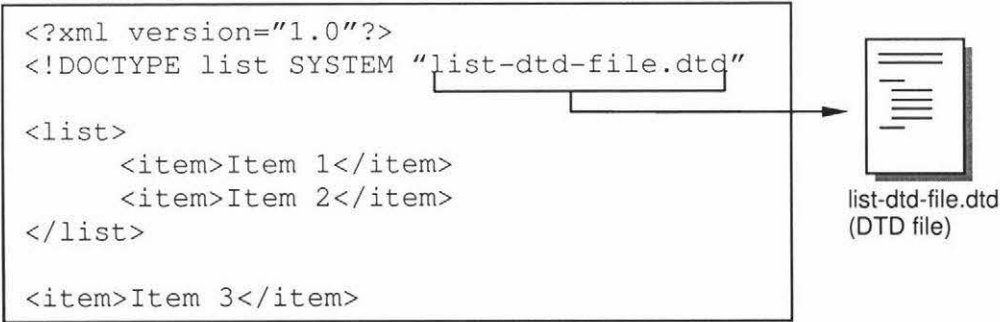 <?xml version="1.0"?>
<!DOCTYPE list SYSTEM “list-dtd-file.dtd”
<list>
<item>Item 1</item>
<item>Item 2</item>
</list>
<item>Item 3</item>
list-dtd-file.dtd
(DTD file)